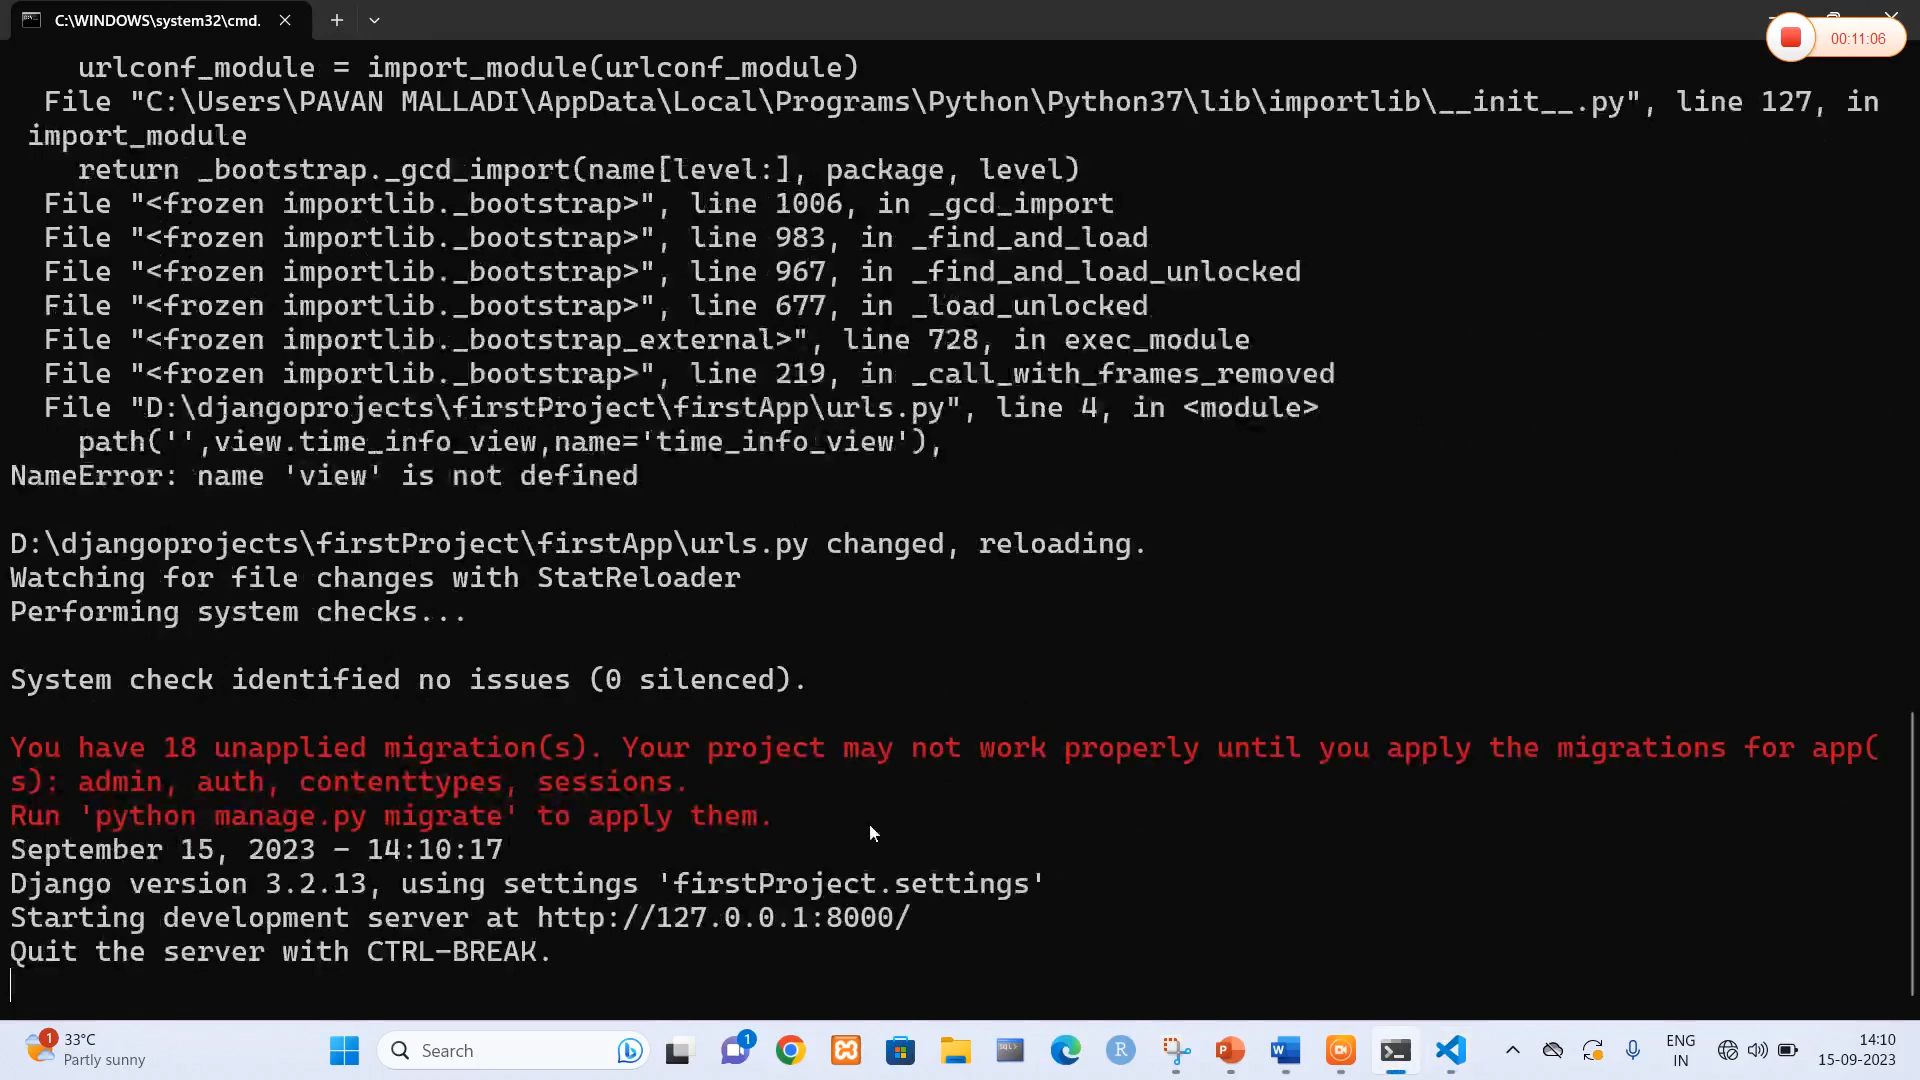 C:\WINDOWS\system32\cmd.
00:11:06
urlconf_module = import_module(urlconf_module)
File "C:\Users\PAVAN MALLADI\AppData\Local\Programs\Python\Python37\lib\importlib\__init__.py", line 127, in
import_module
return _bootstrap._gcd_import(name[level:], package, level)
File "<frozen importlib._bootstrap>", line 1006, in _gcd_import
File "<frozen importlib._bootstrap>", line 983, in _find_and_load
File "<frozen importlib._bootstrap>", line 967, in _find_and_load_unlocked
File "<frozen importlib._bootstrap>", line 677, in _load_unlocked
File "<frozen importlib._bootstrap_external>", line 728, in exec_module
File "<frozen importlib._bootstrap>", line 219, in _call_with_frames_removed
File "D:\djangoprojects\firstProject\firstApp\urls.py", line 4, in <module>
path('',view.time_info_view,name='time_info_view'),
NameError: name 'view' is not defined
D:\djangoprojects\firstProject\firstApp\urls.py changed, reloading.
Watching for file changes with StatReloader
Performing system checks...
System check identified no issues (0 silenced).
You have 18 unapplied migration(s). Your project may not work properly until you apply the migrations for app(
s): admin, auth, contenttypes, sessions.
Run 'python manage.py migrate' to apply them.
September 15, 2023 - 14:10:17
Django version 3.2.13, using settings 'firstProject.settings'
Starting development server at http://127.0.0.1:8000/
Quit the server with CTRL-BREAK.
1
33°C
Partly sunny
Search
1
R
ENG
IN
14:10
15-09-2023